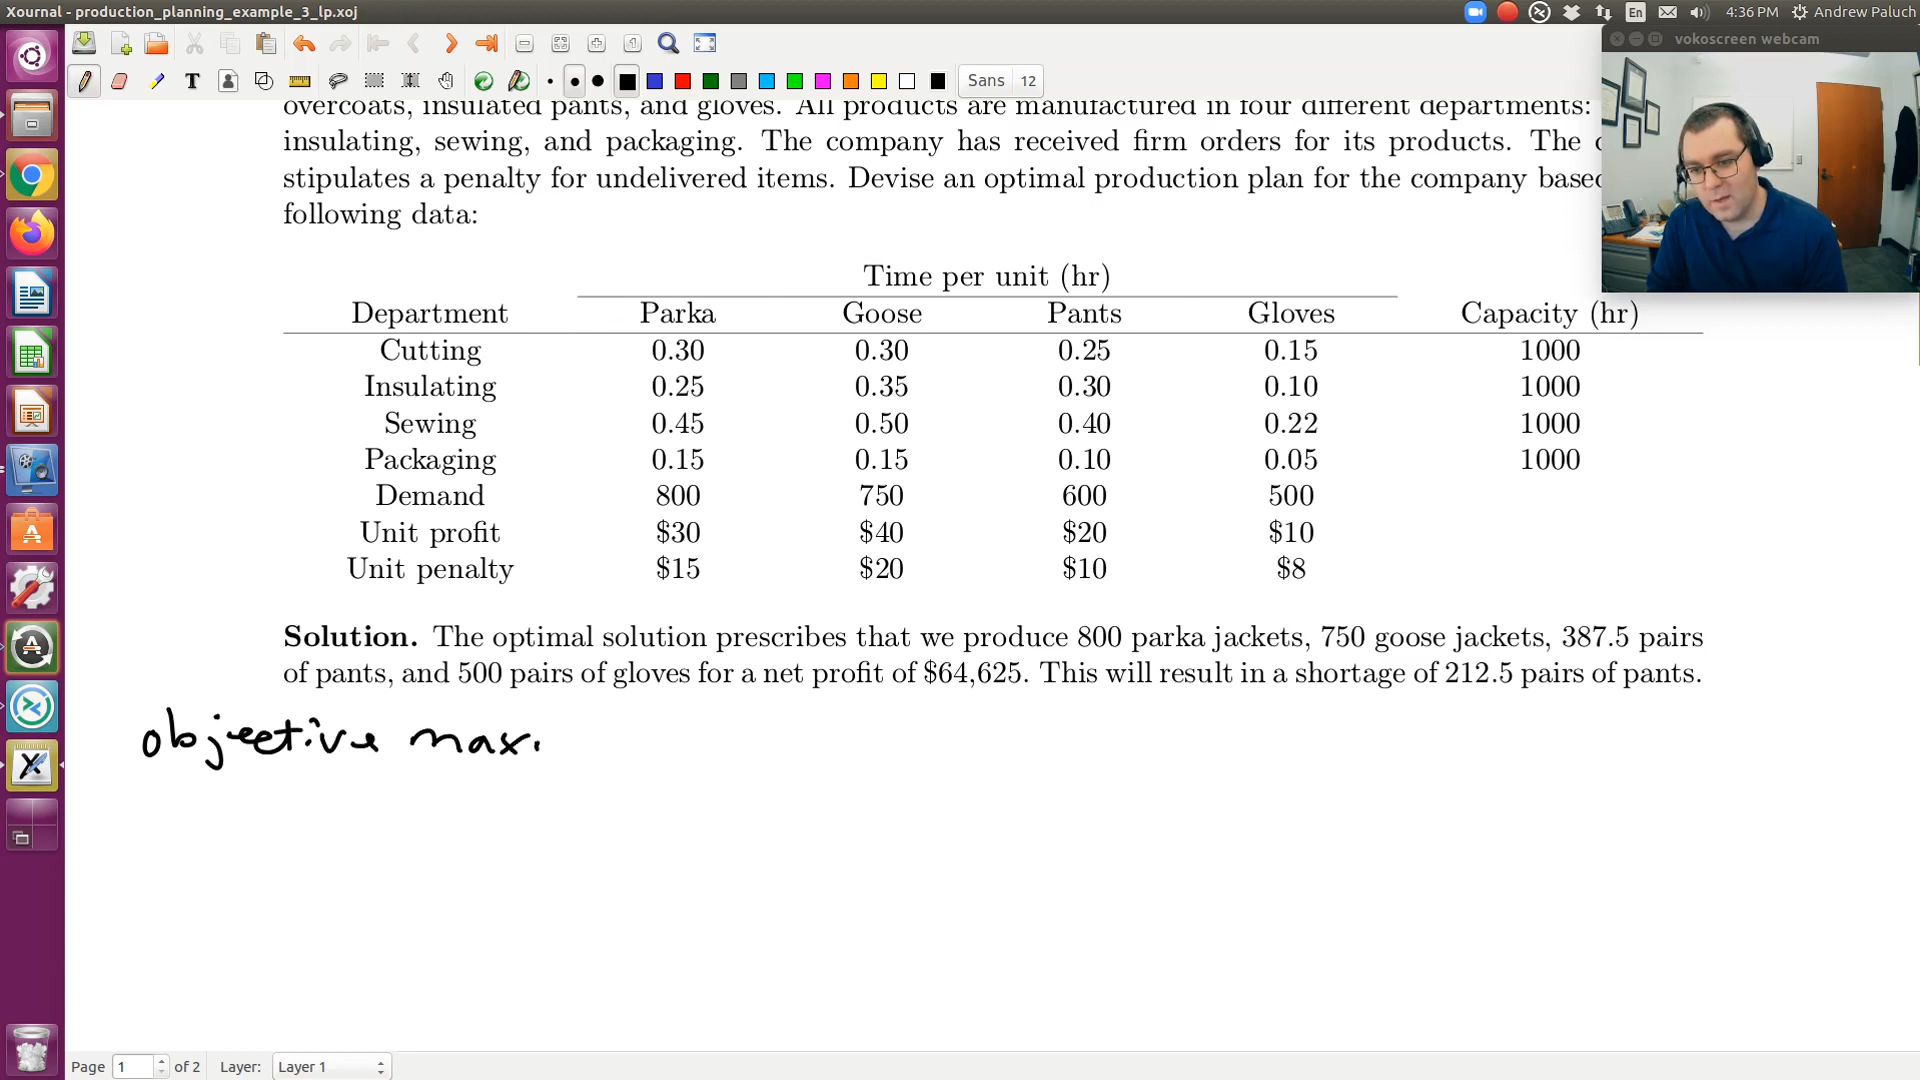 Xournal - production_planning_example_3_lp.xoj
En
4:36 PM
Andrew Paluch
vokoscreen webcam
Sans 12
overcoats, insulated pants, and gloves. All products are manufactured in four different departments:
insulating, sewing, and packaging. The company has received firm orders for its products. The
stipulates a penalty for undelivered items. Devise an optimal production plan for the company based
following data:
Time per unit (hr)
Department Parka Goose Pants Gloves Capacity (hr)
Cutting 0.30 0.30 0.25 0.15 1000
Insulating 0.25 0.35 0.30 0.10 1000
Sewing 0.45 0.50 0.40 0.22 1000
Packaging 0.15 0.15 0.10 0.05 1000
Demand 800 750 600 500
Unit profit $30 $40 $20 $10
Unit penalty $15 $20 $10 $8
Solution. The optimal solution prescribes that we produce 800 parka jackets, 750 goose jackets, 387.5 pairs
of pants, and 500 pairs of gloves for a net profit of $64,625. This will result in a shortage of 212.5 pairs of pants.
objective maxi
Page 1 of 2 Layer: Layer 1